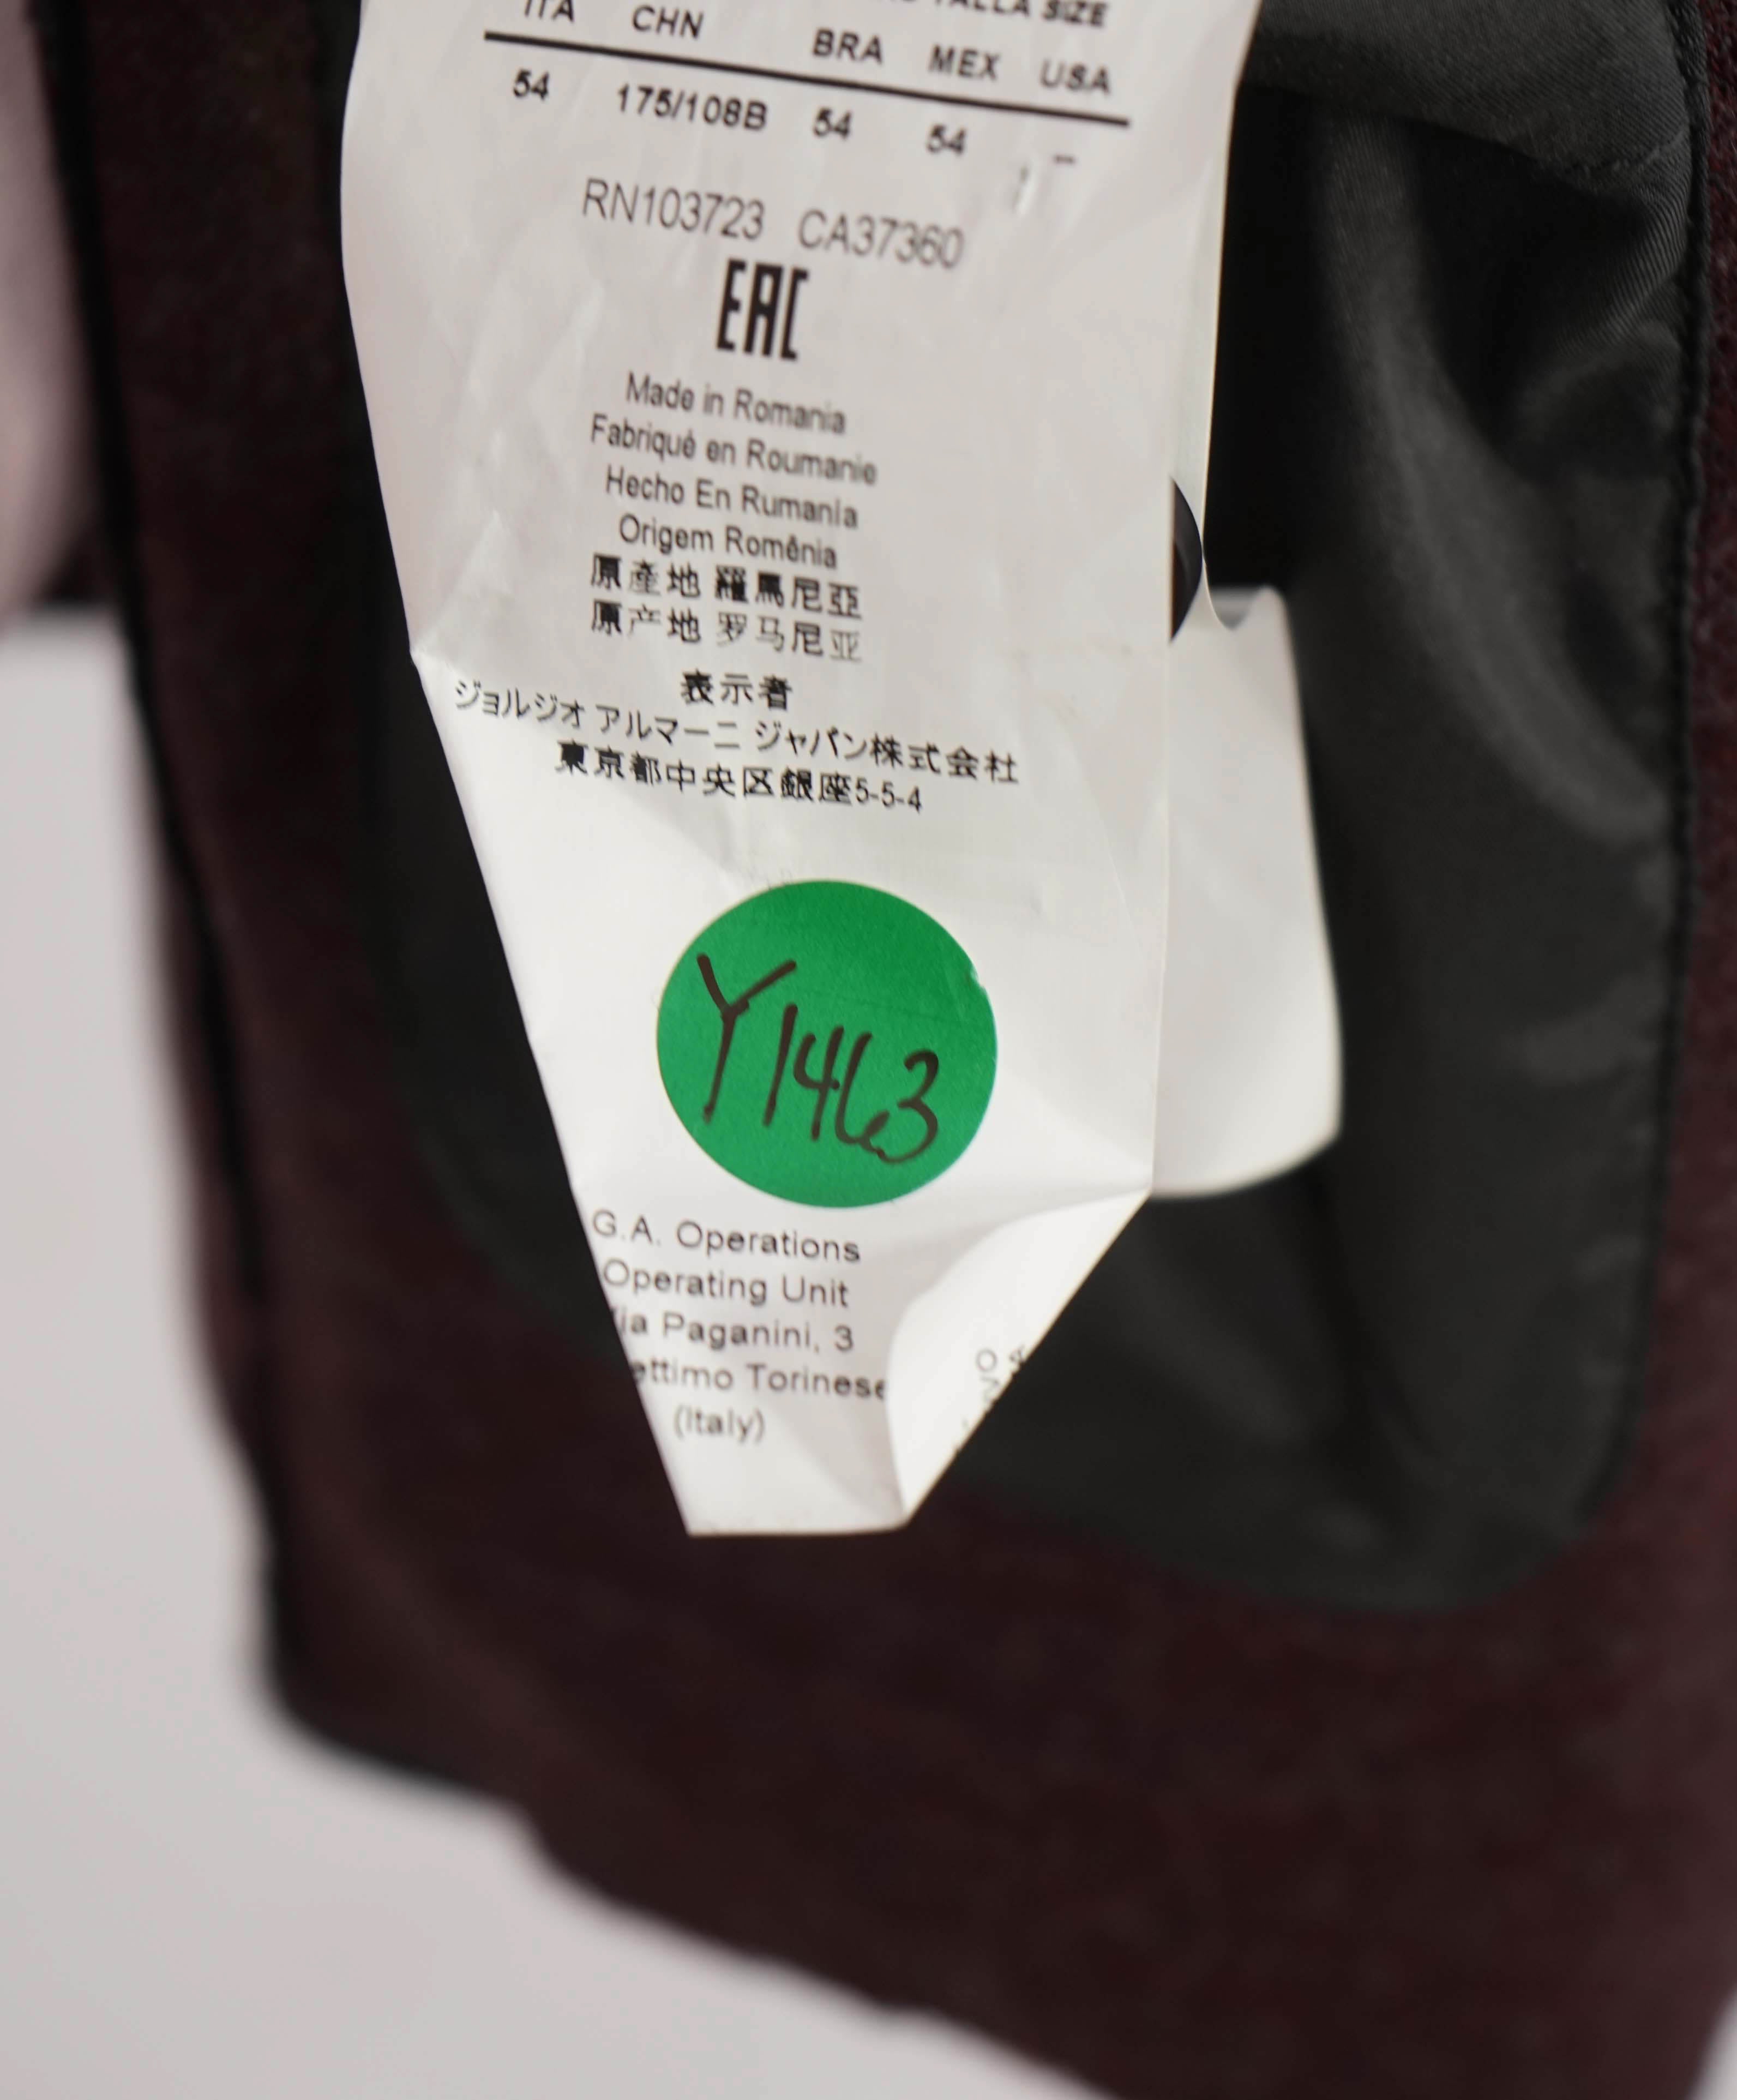 TALLA SIZE
ITA CHN BRA MEX USA
54 175/108B 54 54 -
RN103723 CA37360
EAC
Made in Romania
Fabriqué en Roumanie
Hecho En Rumania
Origem Romênia
原產地 羅馬尼亞
原产地 罗马尼亚
表示者
ジョルジオ アルマーニ ジャパン株式会社
東京都中央区銀座5-5-4
Y1463
G.A. Operations
Operating Unit
ia Paganini, 3
ettimo Torinese
(Italy)